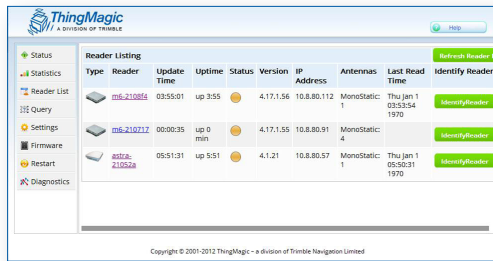 ThingMagic
A DIVISION OF TRIMBLE
Help
Status
Statistics
Reader List
Query
Settings
Firmware
Restart
Diagnostics
Reader Listing
Refresh Reader
Type Reader Update Time Uptime Status Version IP Address Antennas Last Read Time Identify Reader
m6-2108f4 03:55:01 up 3:55 4.17.1.56 10.8.80.112 MonoStatic: 1 Thu Jan 1 03:53:54 1970 IdentifyReader
m6-210717 00:00:35 up 0 min 4.17.1.55 10.8.80.91 MonoStatic: 4 IdentifyReader
astra-21052a 05:51:31 up 5:51 4.1.21 10.8.80.57 MonoStatic: 1 Thu Jan 1 05:50:31 1970 IdentifyReader
Copyright © 2001-2012 ThingMagic – a division of Trimble Navigation Limited